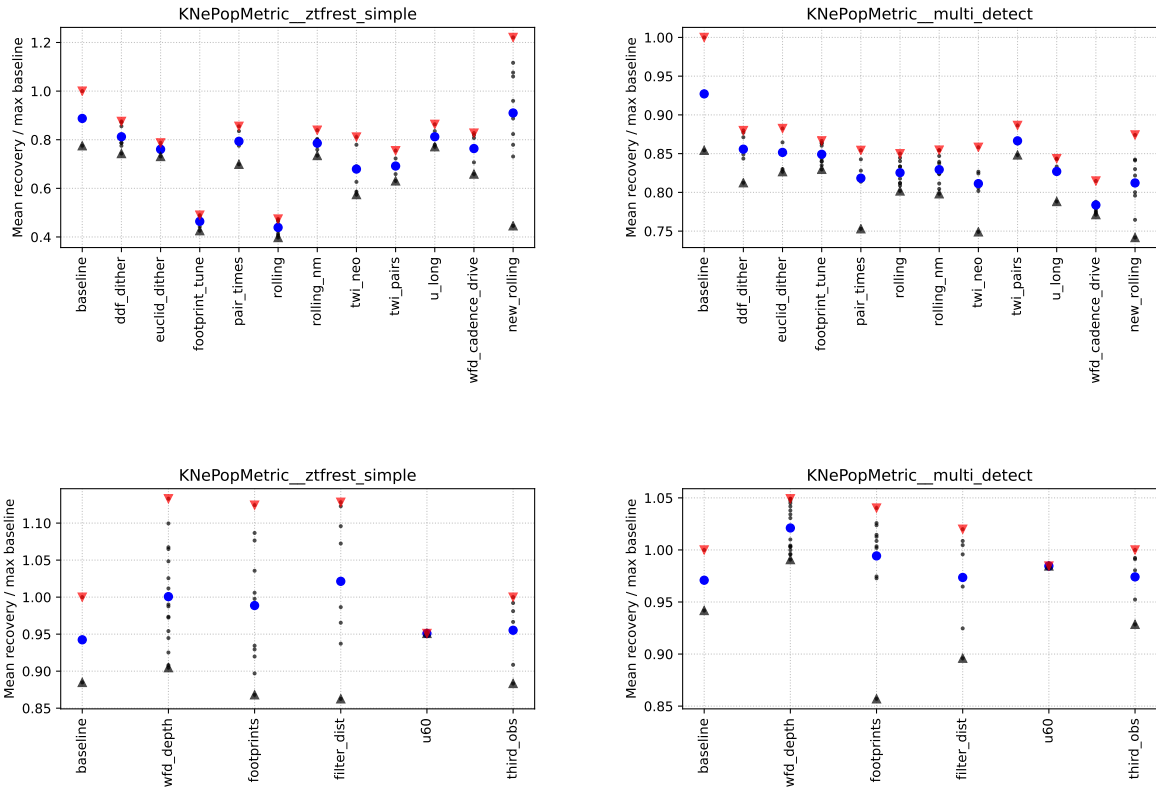 KNePopMetric__ztfrest_simple
Mean recovery / max baseline
1.2
1.0
0.8
0.6
0.4
baseline
ddf_dither
euclid_dither
footprint_tune
pair_times
rolling
rolling_nm
twi_neo
twi_pairs
u_long
wfd_cadence_drive
new_rolling
KNePopMetric__multi_detect
Mean recovery / max baseline
1.00
0.95
0.90
0.85
0.80
0.75
baseline
ddf_dither
euclid_dither
footprint_tune
pair_times
rolling
rolling_nm
twi_neo
twi_pairs
u_long
wfd_cadence_drive
new_rolling
KNePopMetric__ztfrest_simple
Mean recovery / max baseline
1.10
1.05
1.00
0.95
0.90
0.85
baseline
wfd_depth
footprints
filter_dist
u60
third_obs
KNePopMetric__multi_detect
Mean recovery / max baseline
1.05
1.00
0.95
0.90
0.85
baseline
wfd_depth
footprints
filter_dist
u60
third_obs